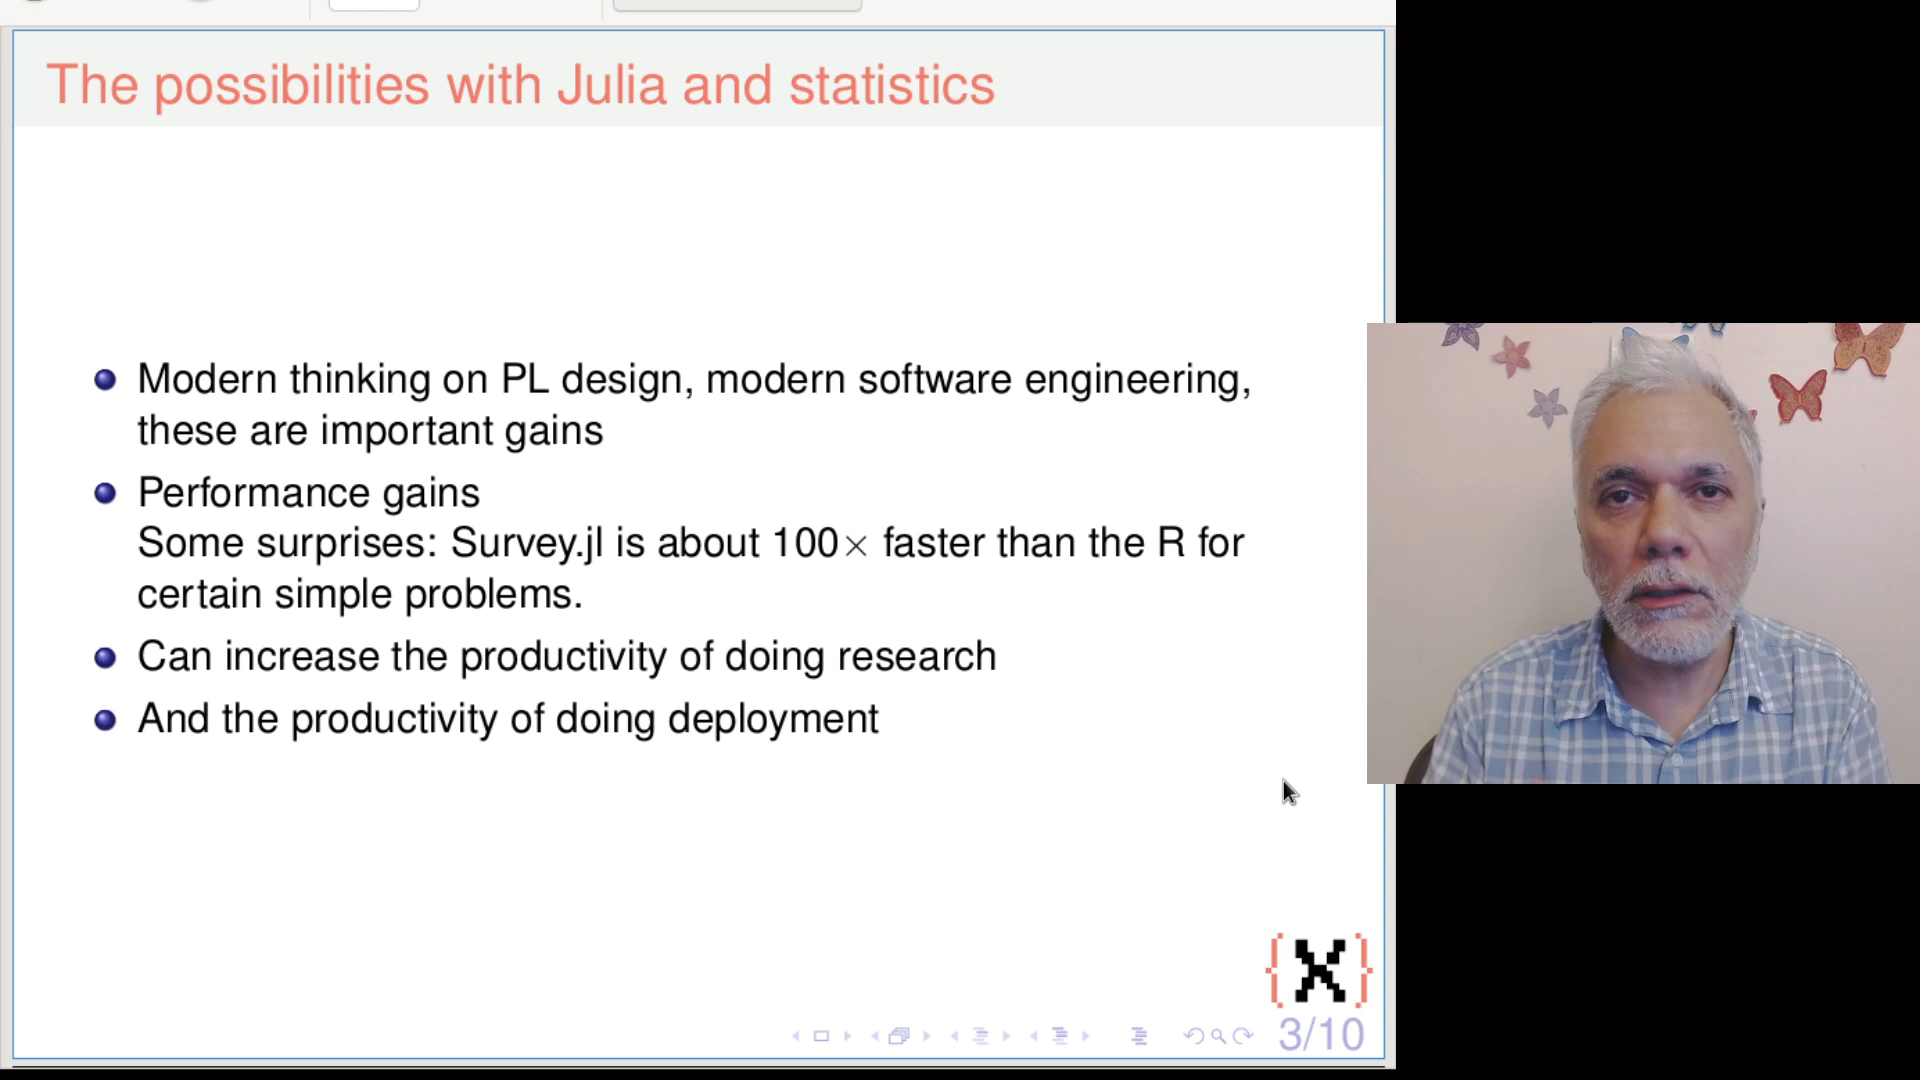 The possibilities with Julia and statistics
Modern thinking on PL design, modern software engineering,
these are important gains
Performance gains
Some surprises: Survey.jl is about 100× faster than the R for
certain simple problems.
Can increase the productivity of doing research
And the productivity of doing deployment
{X}
3/10